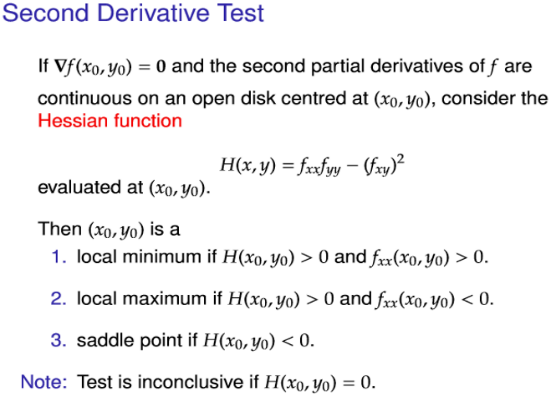 Second Derivative Test
If ∇f(x₀, y₀) = 0 and the second partial derivatives of f are
continuous on an open disk centred at (x₀, y₀), consider the
Hessian function
H(x, y) = fₓₓfᵧᵧ − (fₓᵧ)²
evaluated at (x₀, y₀).
Then (x₀, y₀) is a
1. local minimum if H(x₀, y₀) > 0 and fₓₓ(x₀, y₀) > 0.
2. local maximum if H(x₀, y₀) > 0 and fₓₓ(x₀, y₀) < 0.
3. saddle point if H(x₀, y₀) < 0.
Note: Test is inconclusive if H(x₀, y₀) = 0.